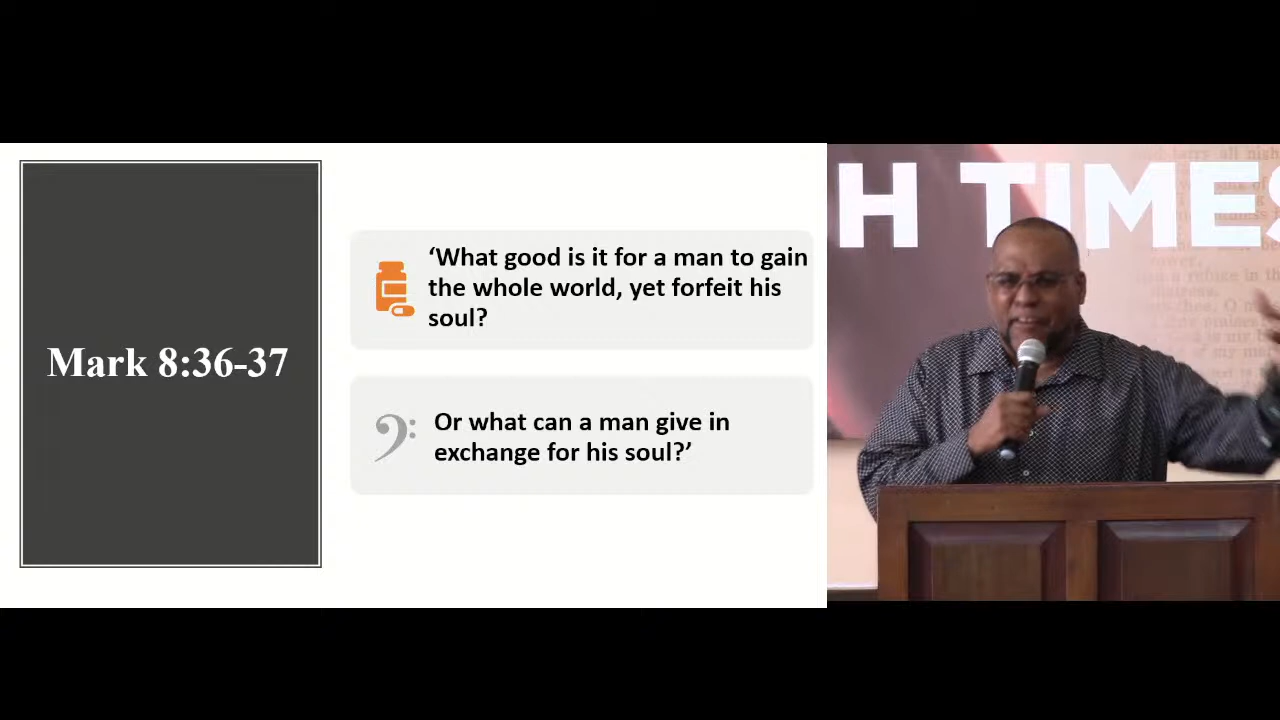 Mark 8:36-37
‘What good is it for a man to gain
the whole world, yet forfeit his
soul?
Or what can a man give in
exchange for his soul?’
H TIMES